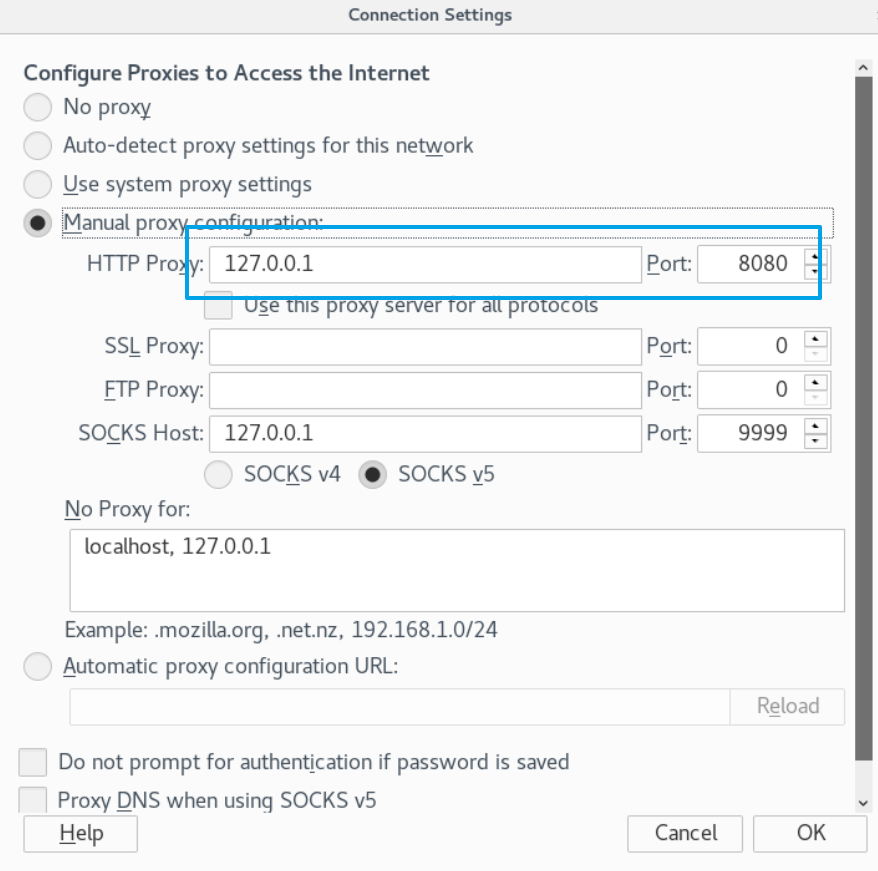 Connection Settings
Configure Proxies to Access the Internet
No proxy
Auto-detect proxy settings for this network
Use system proxy settings
Manual proxy configuration:
HTTP Proxy: 127.0.0.1 Port: 8080
Use this proxy server for all protocols
SSL Proxy: Port: 0
FTP Proxy: Port: 0
SOCKS Host: 127.0.0.1 Port: 9999
SOCKS v4 SOCKS v5
No Proxy for:
localhost, 127.0.0.1
Example: .mozilla.org, .net.nz, 192.168.1.0/24
Automatic proxy configuration URL:
Reload
Do not prompt for authentication if password is saved
Proxy DNS when using SOCKS v5
Help Cancel OK